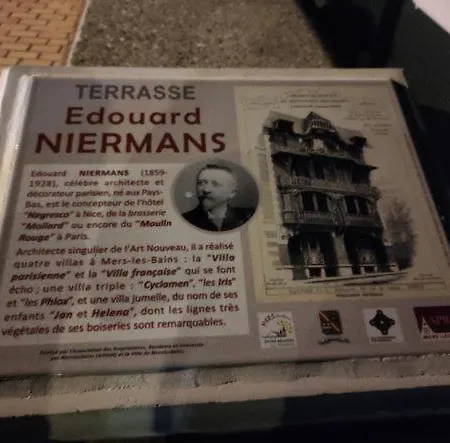 TERRASSE
Edouard
NIERMANS
Edouard NIERMANS (1859-
1928), célèbre architecte et
décorateur parisien, né aux Pays-
Bas, est le concepteur de l'hôtel
"Negresco" à Nice, de la brasserie
"Mollard" ou encore du "Moulin
Rouge" à Paris.
Architecte singulier de l'Art Nouveau, il a réalisé
quatre villas à Mers-les-Bains : la "Villa
parisienne" et la "Villa française" qui se font
écho ; une villa triple : "Cyclamen", "les Iris"
et "les Phlox", et une villa jumelle, du nom de ses
enfants "Jan et Helena", dont les lignes très
végétales de ses boiseries sont remarquables.
MERS